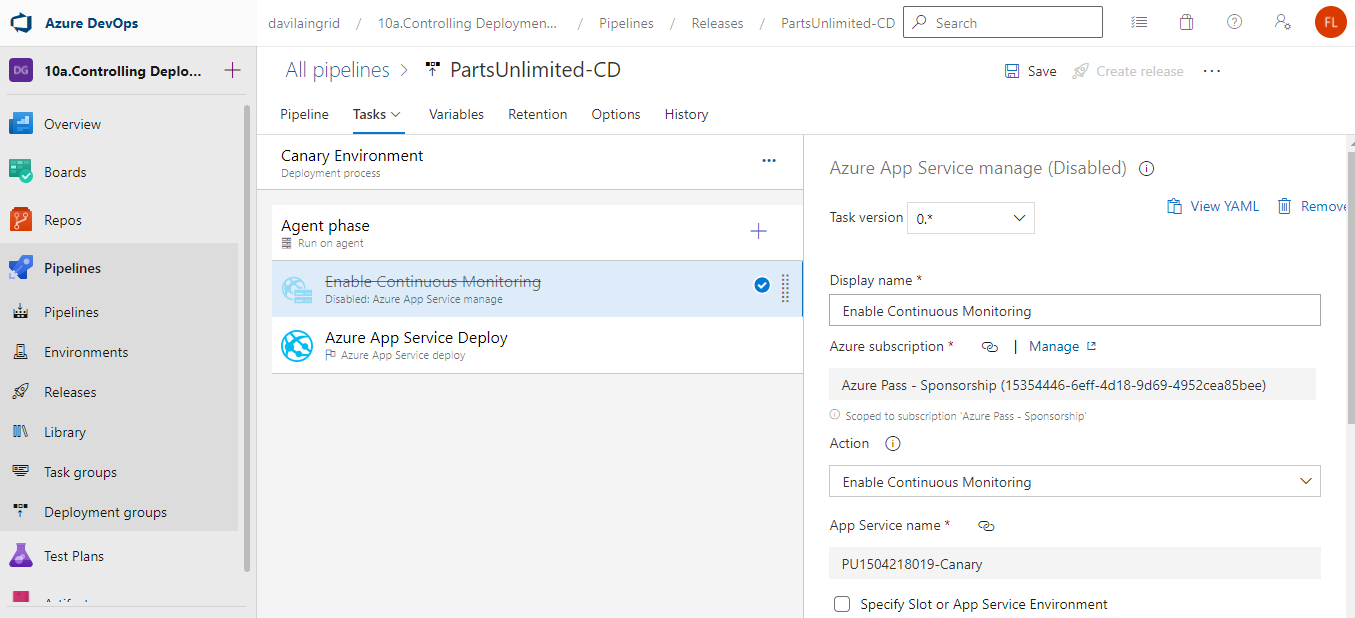 Azure DevOps
davilaingrid / 10a.Controlling Deploymen... / Pipelines / Releases / PartsUnlimited-CD
Search
FL
DG 10a.Controlling Deplo...
Overview
Boards
Repos
Pipelines
Pipelines
Environments
Releases
Library
Task groups
Deployment groups
Test Plans
All pipelines > PartsUnlimited-CD
Save
Create release
Pipeline Tasks Variables Retention Options History
Canary Environment
Deployment process
Agent phase
Run on agent
Enable Continuous Monitoring
Disabled: Azure App Service manage
Azure App Service Deploy
Azure App Service deploy
Azure App Service manage (Disabled)
Task version 0.*
View YAML
Remove
Display name *
Enable Continuous Monitoring
Azure subscription * | Manage
Azure Pass - Sponsorship (15354446-6eff-4d18-9d69-4952cea85bee)
Scoped to subscription 'Azure Pass - Sponsorship'
Action
Enable Continuous Monitoring
App Service name *
PU1504218019-Canary
Specify Slot or App Service Environment